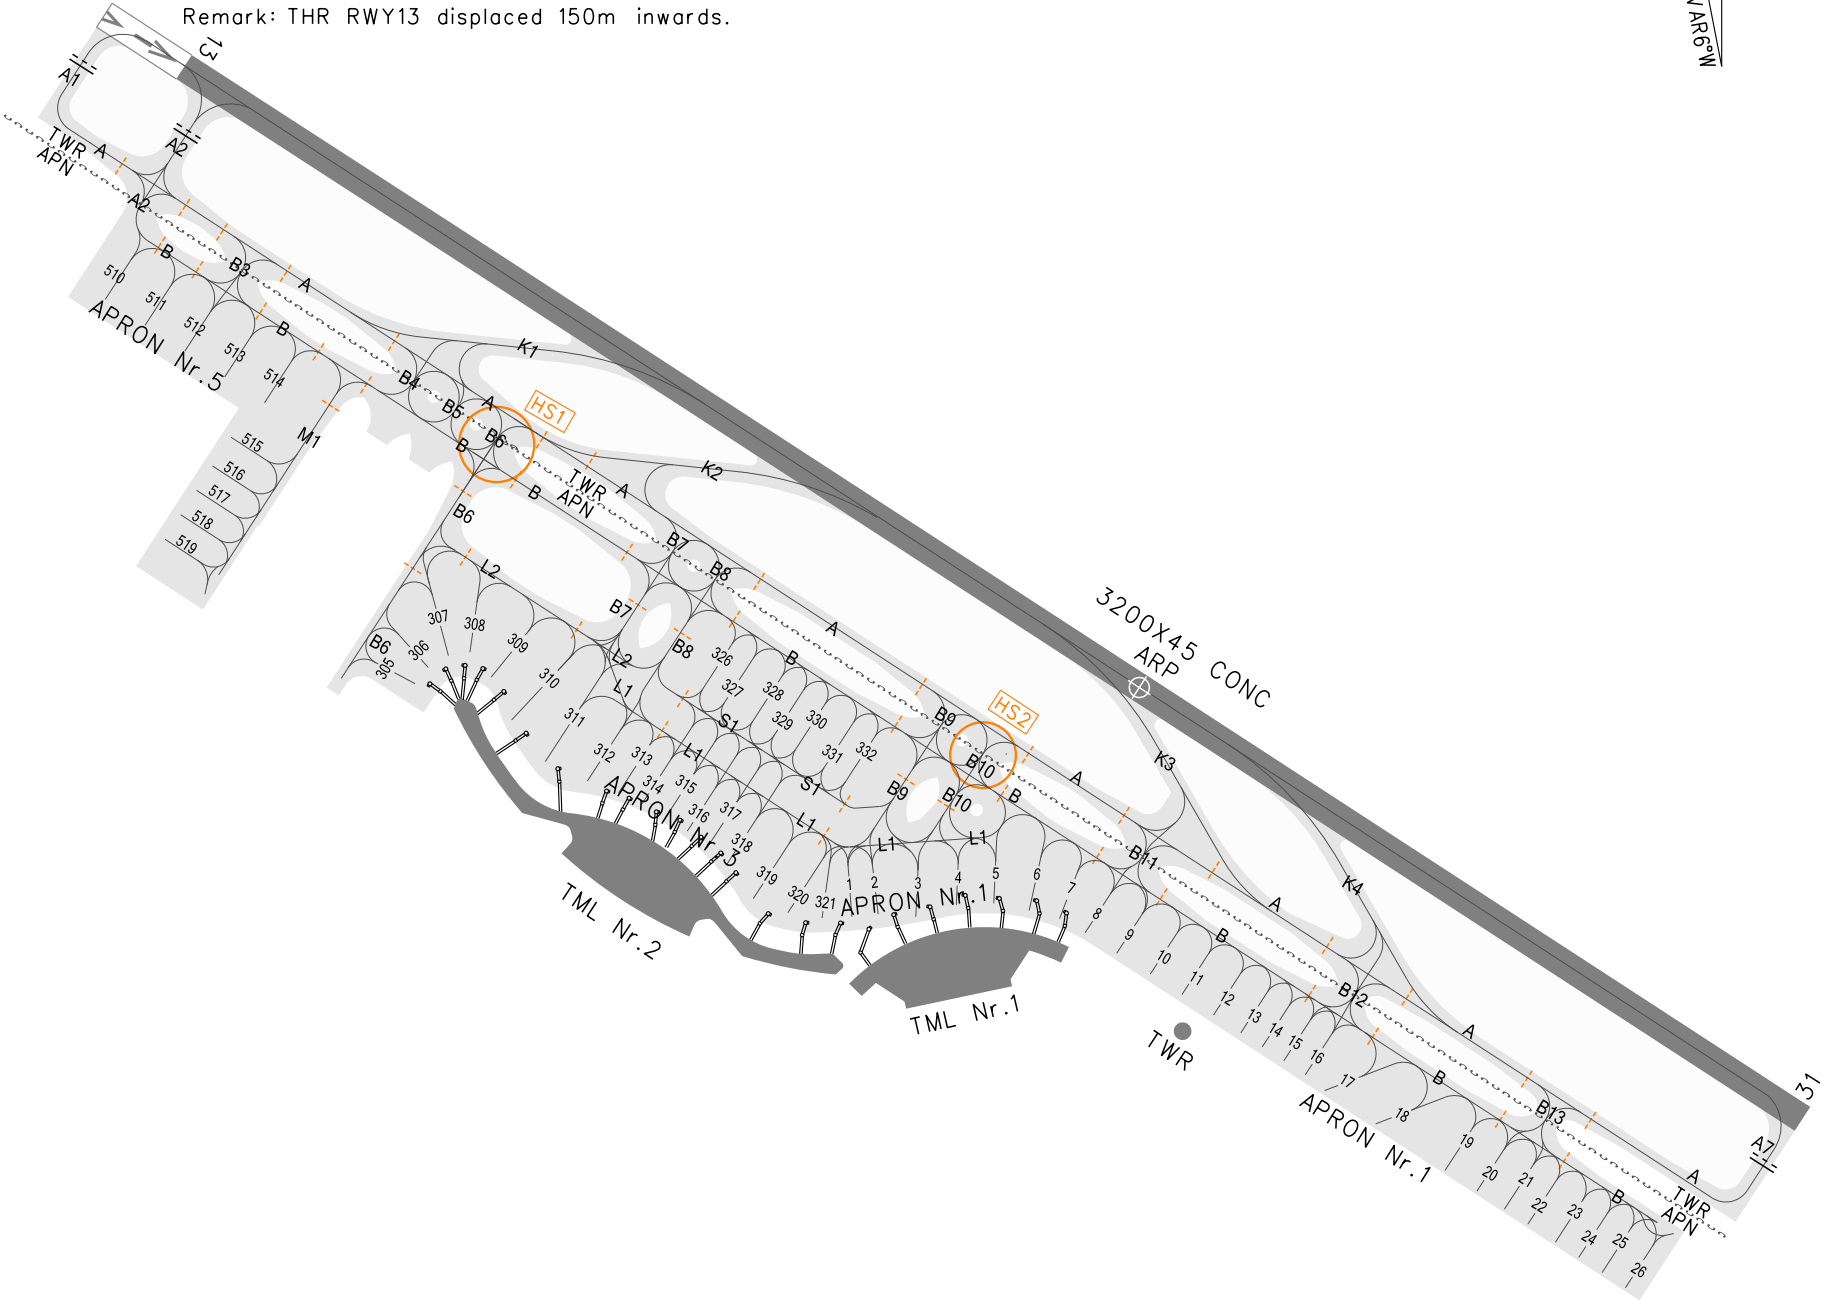 Remark: THR RWY13 displaced 150m inwards.
VAR6°W
13
A1
A2
TWR
APN
A
A2
B
B3
A
B
510
511
512
513
514
APRON Nr.5
M1
515
516
517
518
519
K1
B4
B5
A
HS1
B6
B
B
TWR
APN
A
K2
B6
L2
B7
B8
B7
B8
L2
L1
A
B
307
308
306
309
B6
305
310
311
312
313
314
315
316
317
318
319
320
321
326
327
328
329
330
331
332
S1
L1
S1
L1
APRON Nr.3
TML Nr.2
3200X45 CONC
ARP
B9
HS2
B10
B9
B10
B
A
K3
L1
L1
1
2
3
4
5
6
7
8
9
10
11
12
13
14
15
16
17
18
19
20
21
22
23
24
25
26
APRON Nr.1
TML Nr.1
B11
A
K4
B
B12
A
TWR
APRON Nr.1
B
B13
A7
31
A
TWR
APN
B